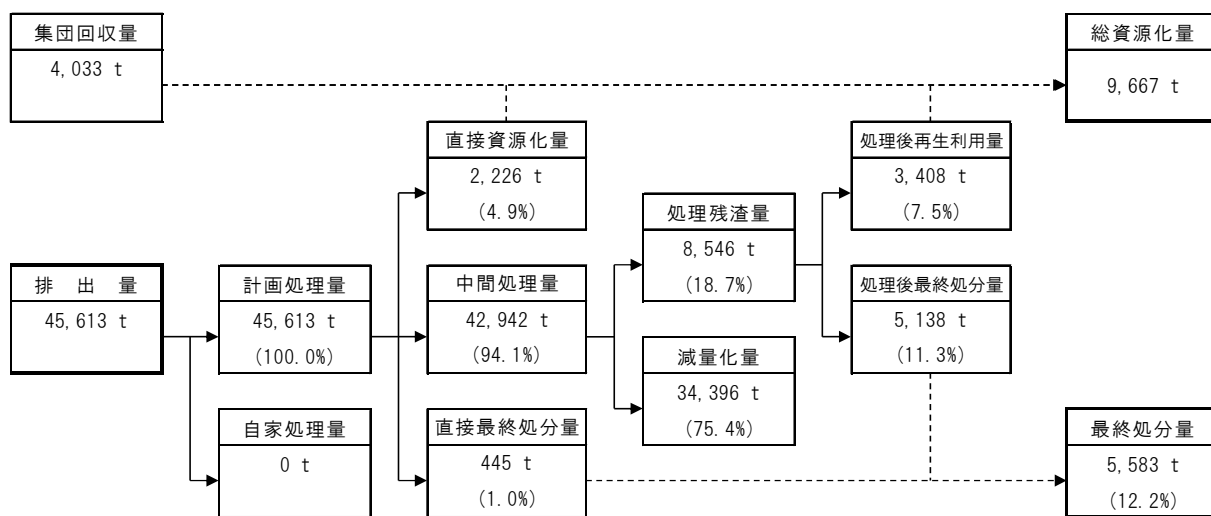 集団回収量
4,033 t
総資源化量
9,667 t
直接資源化量
2,226 t
(4.9%)
処理後再生利用量
3,408 t
(7.5%)
処理残渣量
8,546 t
(18.7%)
排 出 量
45,613 t
計画処理量
45,613 t
(100.0%)
中間処理量
42,942 t
(94.1%)
処理後最終処分量
5,138 t
(11.3%)
減量化量
34,396 t
(75.4%)
自家処理量
0 t
直接最終処分量
445 t
(1.0%)
最終処分量
5,583 t
(12.2%)